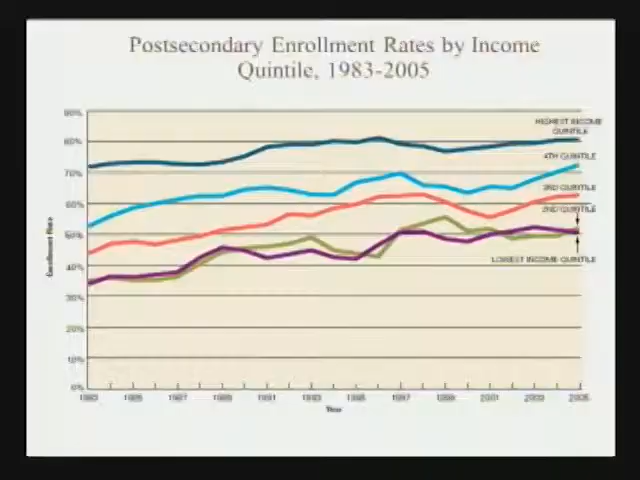 Postsecondary Enrollment Rates by Income
Quintile, 1983-2005
90%
HIGHEST INCOME
QUINTILE
80%
4TH QUINTILE
70%
3RD QUINTILE
60%
2ND QUINTILE
50%
LOWEST INCOME QUINTILE
40%
30%
20%
10%
0%
Enrollment Rate
1983 1985 1987 1989 1991 1993 1995 1997 1999 2001 2003 2005
Year